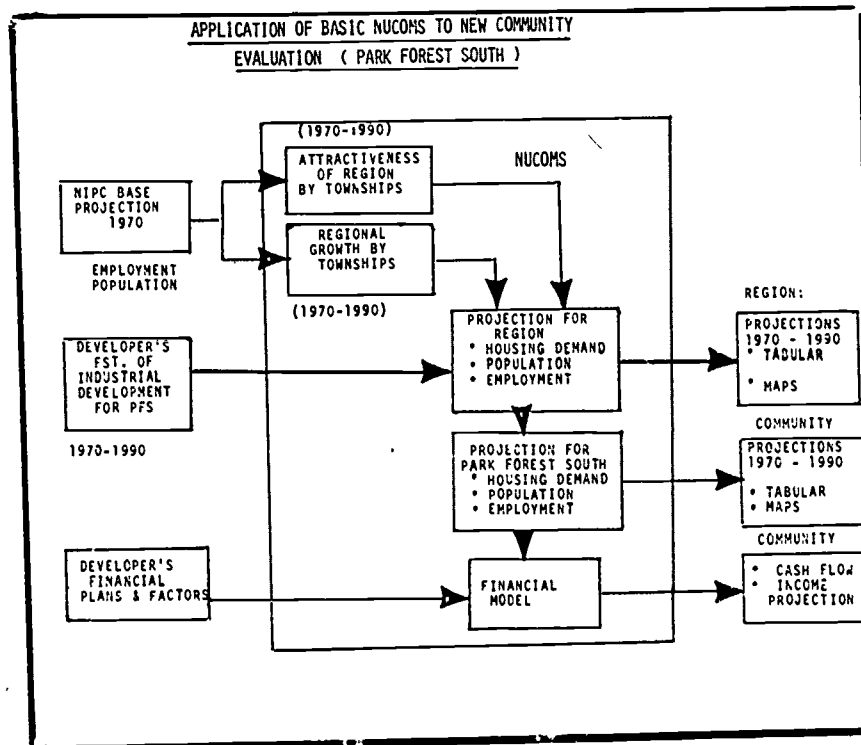 APPLICATION OF BASIC NUCOMS TO NEW COMMUNITY
EVALUATION ( PARK FOREST SOUTH )
(1970-1990)
ATTRACTIVENESS
OF REGION
BY TOWNSHIPS
NUCOMS
NIPC BASE
PROJECTION
1970
EMPLOYMENT
POPULATION
REGIONAL
GROWTH BY
TOWNSHIPS
(1970-1990)
DEVELOPER'S
EST. OF
INDUSTRIAL
DEVELOPMENT
FOR PFS
1970-1990
PROJECTION FOR
REGION
• HOUSING DEMAND
• POPULATION
• EMPLOYMENT
REGION:
PROJECTIONS
1970 - 1990
• TABULAR
• MAPS
PROJECTION FOR
PARK FOREST SOUTH
• HOUSING DEMAND
• POPULATION
• EMPLOYMENT
COMMUNITY
PROJECTIONS
1970 - 1990
• TABULAR
• MAPS
DEVELOPER'S
FINANCIAL
PLANS & FACTORS
FINANCIAL
MODEL
COMMUNITY
• CASH FLOW
• INCOME
PROJECTION